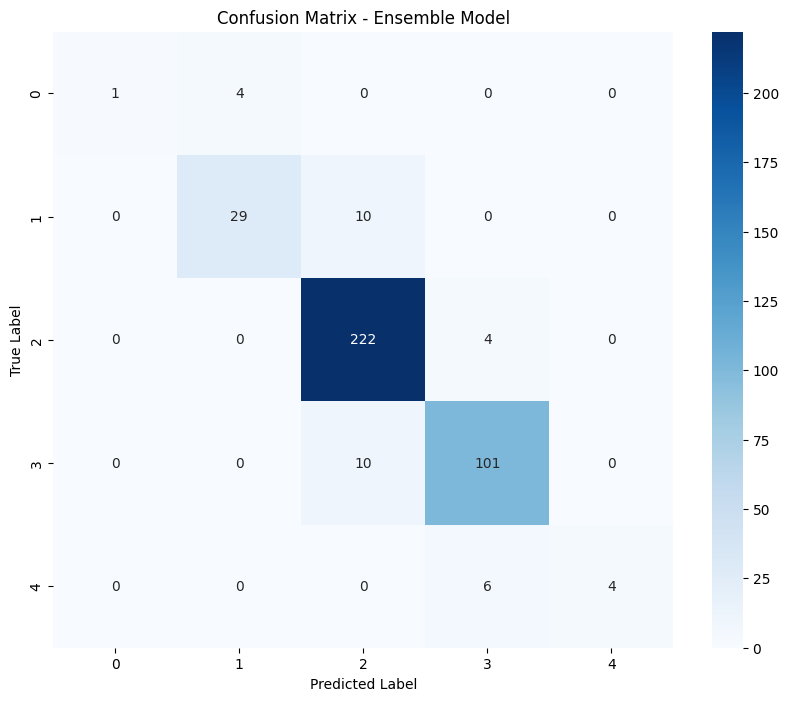 Confusion Matrix - Ensemble Model
True Label
0 1 4 0 0 0
1 0 29 10 0 0
2 0 0 222 4 0
3 0 0 10 101 0
4 0 0 0 6 4
0 1 2 3 4
Predicted Label
200
175
150
125
100
75
50
25
0